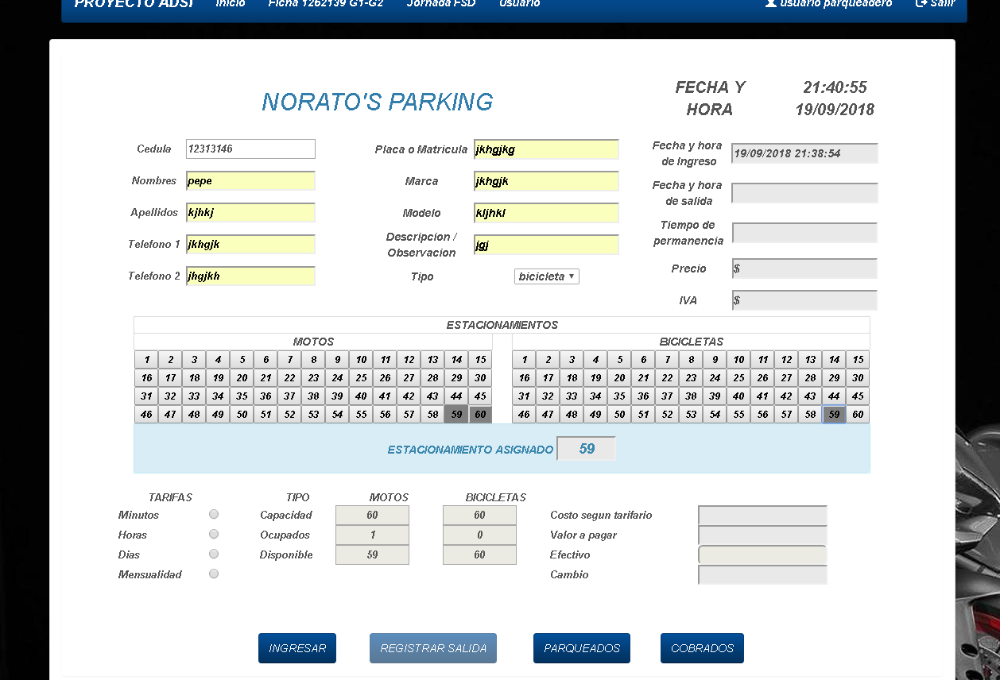 PROYECTO ADSI Inicio Ficha 1262139 G1-G2 Jornada FSD Usuario usuario parqueadero Salir
NORATO'S PARKING
FECHA Y HORA
21:40:55
19/09/2018
Cedula 12313146
Nombres pepe
Apellidos kjhkj
Telefono 1 jkhgjk
Telefono 2 jhgjkh
Placa o Matricula jkhgjkg
Marca jkhgjk
Modelo kljhkl
Descripcion / Observacion jgj
Tipo bicicleta
Fecha y hora de Ingreso 19/09/2018 21:38:54
Fecha y hora de salida
Tiempo de permanencia
Precio $
IVA $
ESTACIONAMIENTOS
MOTOS
1 2 3 4 5 6 7 8 9 10 11 12 13 14 15
16 17 18 19 20 21 22 23 24 25 26 27 28 29 30
31 32 33 34 35 36 37 38 39 40 41 42 43 44 45
46 47 48 49 50 51 52 53 54 55 56 57 58 59 60
BICICLETAS
1 2 3 4 5 6 7 8 9 10 11 12 13 14 15
16 17 18 19 20 21 22 23 24 25 26 27 28 29 30
31 32 33 34 35 36 37 38 39 40 41 42 43 44 45
46 47 48 49 50 51 52 53 54 55 56 57 58 59 60
ESTACIONAMIENTO ASIGNADO 59
TARIFAS
Minutos
Horas
Dias
Mensualidad
TIPO MOTOS BICICLETAS
Capacidad 60 60
Ocupados 1 0
Disponible 59 60
Costo segun tarifario
Valor a pagar
Efectivo
Cambio
INGRESAR REGISTRAR SALIDA PARQUEADOS COBRADOS